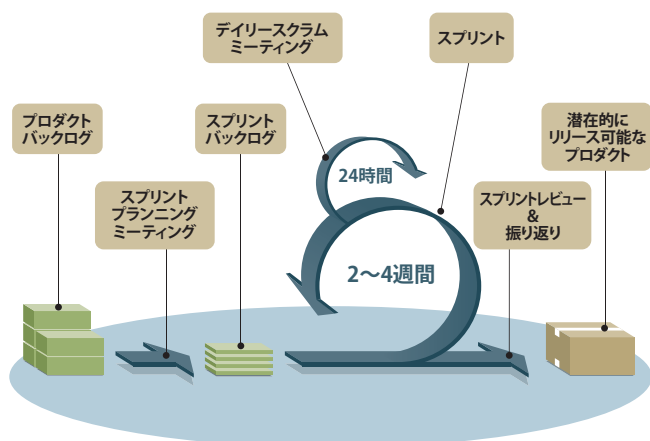 デイリースクラム
ミーティング
スプリント
プロダクト
バックログ
スプリント
バックログ
潜在的に
リリース可能な
プロダクト
24時間
スプリント
プランニング
ミーティング
スプリントレビュー
&
振り返り
2〜4週間